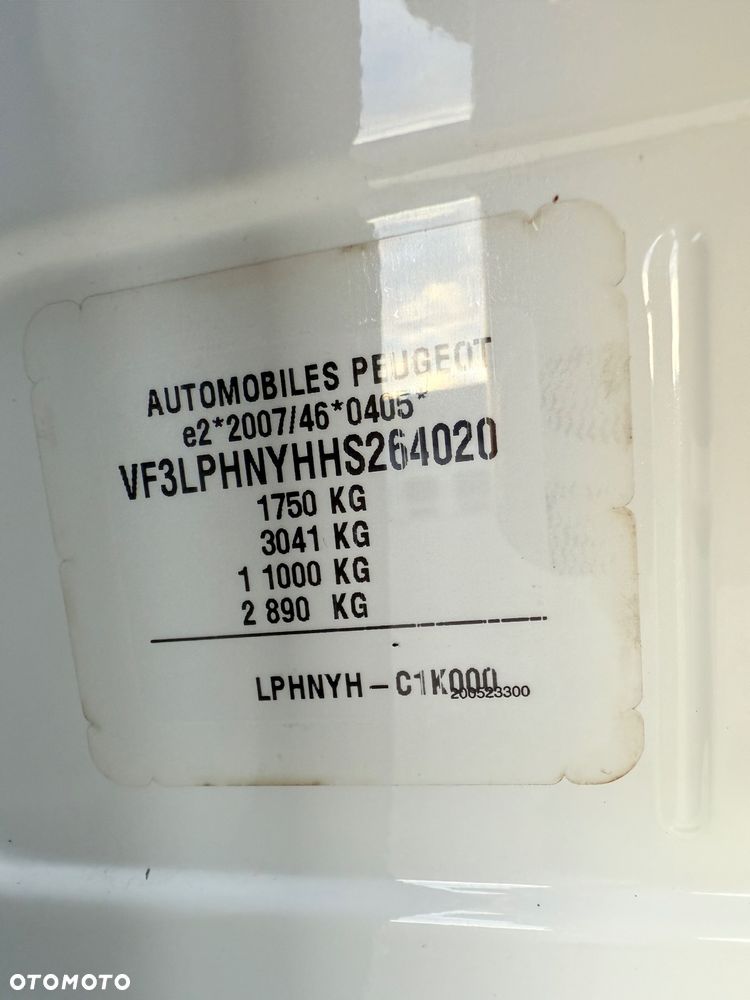 AUTOMOBILES PEUGEOT
e2*2007/46*0405*
VF3LPHNYHHS264020
1750 KG
3041 KG
1 1000 KG
2 890 KG
LPHNYH - C1K000
200523300
OTOMOTO